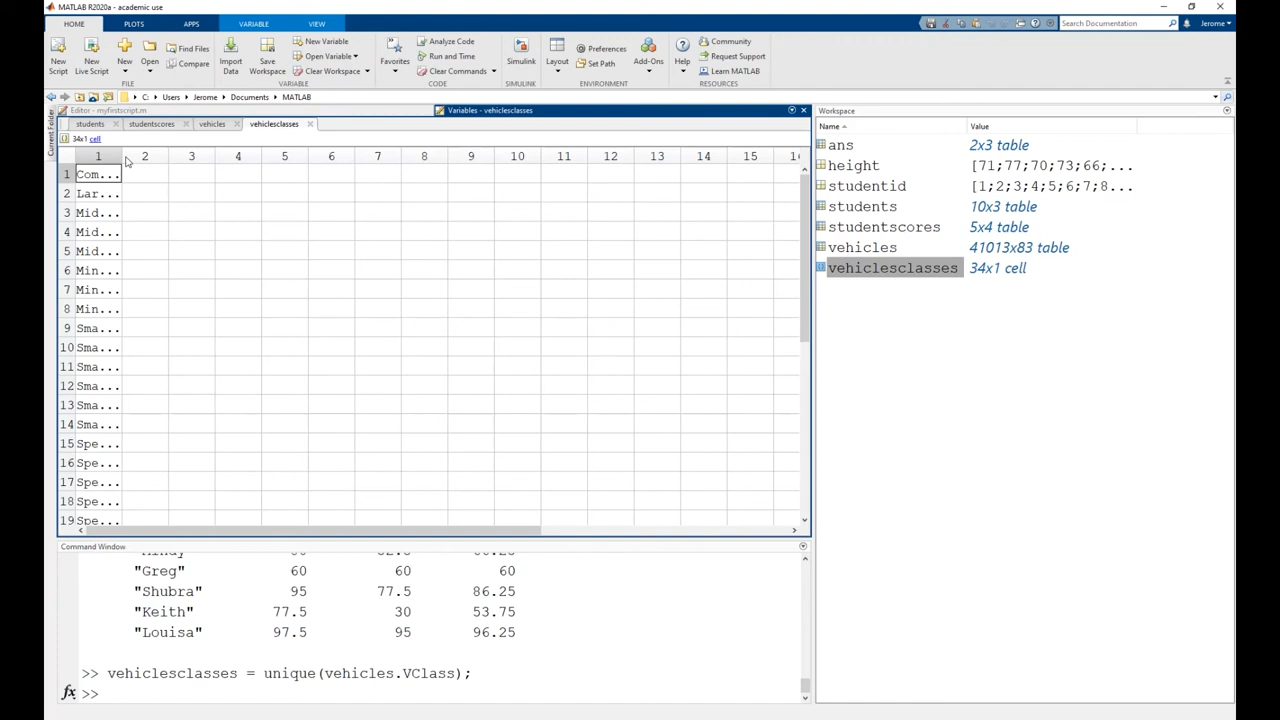 MATLAB R2020a - academic use
HOME PLOTS APPS VARIABLE VIEW
Search Documentation
Jerome
New Script
New Live Script
New
Open
Find Files
Compare
FILE
Import Data
Save Workspace
New Variable
Open Variable
Clear Workspace
VARIABLE
Favorites
Analyze Code
Run and Time
Clear Commands
CODE
Simulink
SIMULINK
Layout
Preferences
Set Path
Add-Ons
ENVIRONMENT
Help
Community
Request Support
Learn MATLAB
RESOURCES
C: Users Jerome Documents MATLAB
Current Folder
Editor - myfirstscript.m
Variables - vehiclesclasses
students studentscores vehicles vehiclesclasses
34x1 cell
1 2 3 4 5 6 7 8 9 10 11 12 13 14 15 16
1 Com...
2 Lar...
3 Mid...
4 Mid...
5 Mid...
6 Min...
7 Min...
8 Min...
9 Sma...
10 Sma...
11 Sma...
12 Sma...
13 Sma...
14 Sma...
15 Spe...
16 Spe...
17 Spe...
18 Spe...
19 Spe...
Command Window
"Greg" 60 60 60
"Shubra" 95 77.5 86.25
"Keith" 77.5 30 53.75
"Louisa" 97.5 95 96.25
>> vehiclesclasses = unique(vehicles.VClass);
fx >>
Workspace
Name Value
ans 2x3 table
height [71;77;70;73;66;...
studentid [1;2;3;4;5;6;7;8...
students 10x3 table
studentscores 5x4 table
vehicles 41013x83 table
vehiclesclasses 34x1 cell